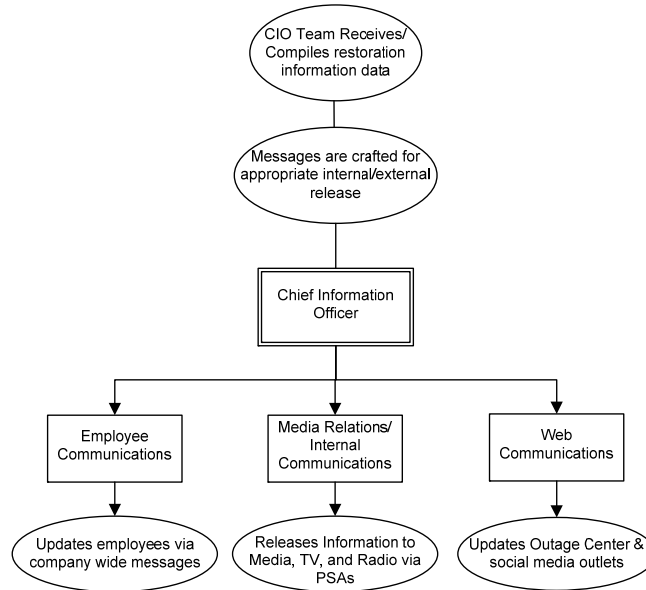 CIO Team Receives/
Compiles restoration
information data
Messages are crafted for
appropriate internal/external
release
Chief Information
Officer
Employee
Communications
Media Relations/
Internal
Communications
Web
Communications
Updates employees via
company wide messages
Releases Information to
Media, TV, and Radio via
PSAs
Updates Outage Center &
social media outlets